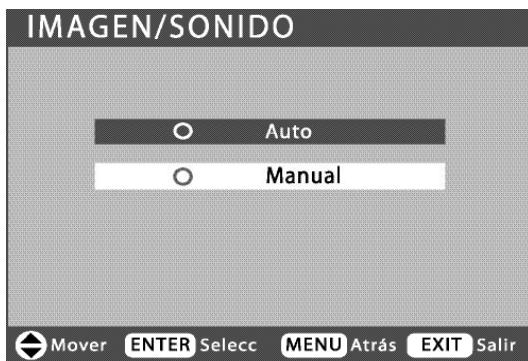 IMAGEN/SONIDO
Auto
Manual
Mover ENTER Selecc MENU Atrás EXIT Salir